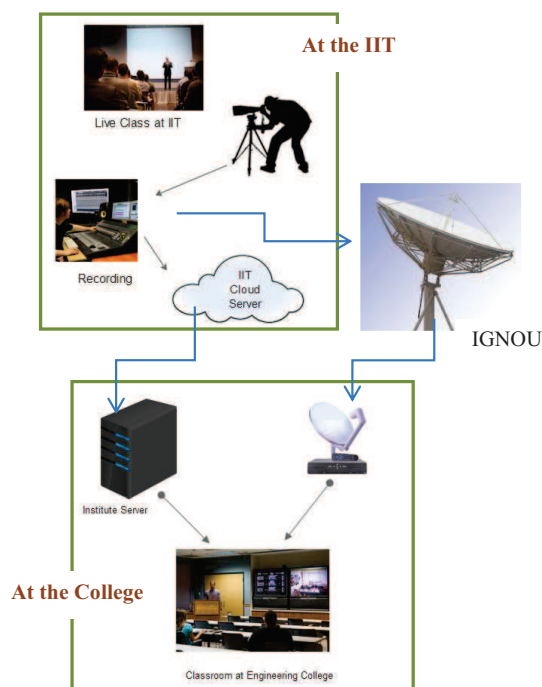 At the IIT
Live Class at IIT
Recording
IIT
Cloud
Server
IGNOU
Institute Server
At the College
Classroom at Engineering College